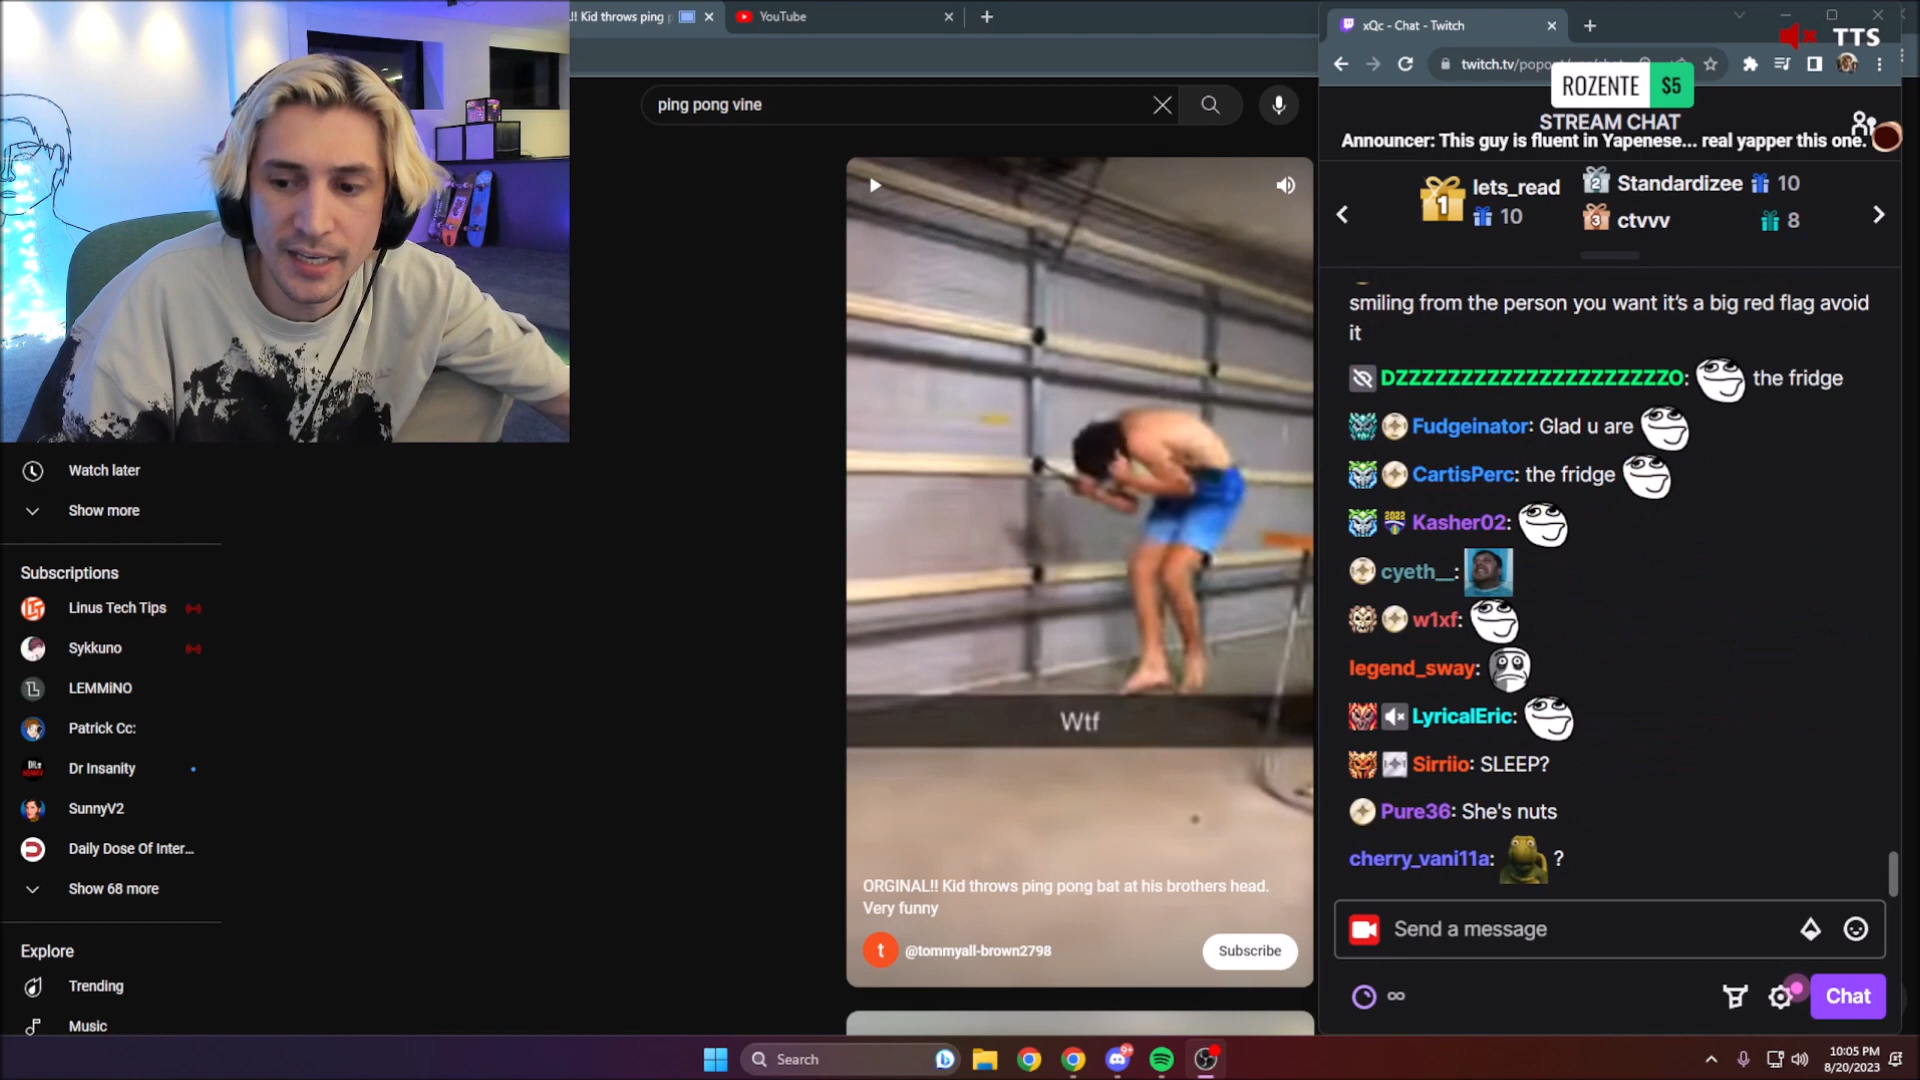 !! Kid throws ping p
YouTube
xQc - Chat - Twitch
TTS
twitch.tv/popo
ROZENTE $5
STREAM CHAT
Announcer: This guy is fluent in Yapenese... real yapper this one.
ping pong vine
1 lets_read 10
2 Standardizee 10
3 ctvvv 8
smiling from the person you want it's a big red flag avoid
it
DZZZZZZZZZZZZZZZZZZZZZZO: the fridge
Fudgeinator: Glad u are
CartisPerc: the fridge
2022 Kasher02:
cyeth__:
w1xf:
legend_sway:
LyricalEric:
Sirriio: SLEEP?
Pure36: She's nuts
cherry_vani11a: ?
Send a message
∞
Chat
Watch later
Show more
Subscriptions
Linus Tech Tips
Sykkuno
LEMMiNO
Patrick Cc:
Dr Insanity
SunnyV2
Daily Dose Of Inter...
Show 68 more
Explore
Trending
Music
Wtf
ORGINAL!! Kid throws ping pong bat at his brothers head.
Very funny
t @tommyall-brown2798
Subscribe
Search
9+
10:05 PM
8/20/2023